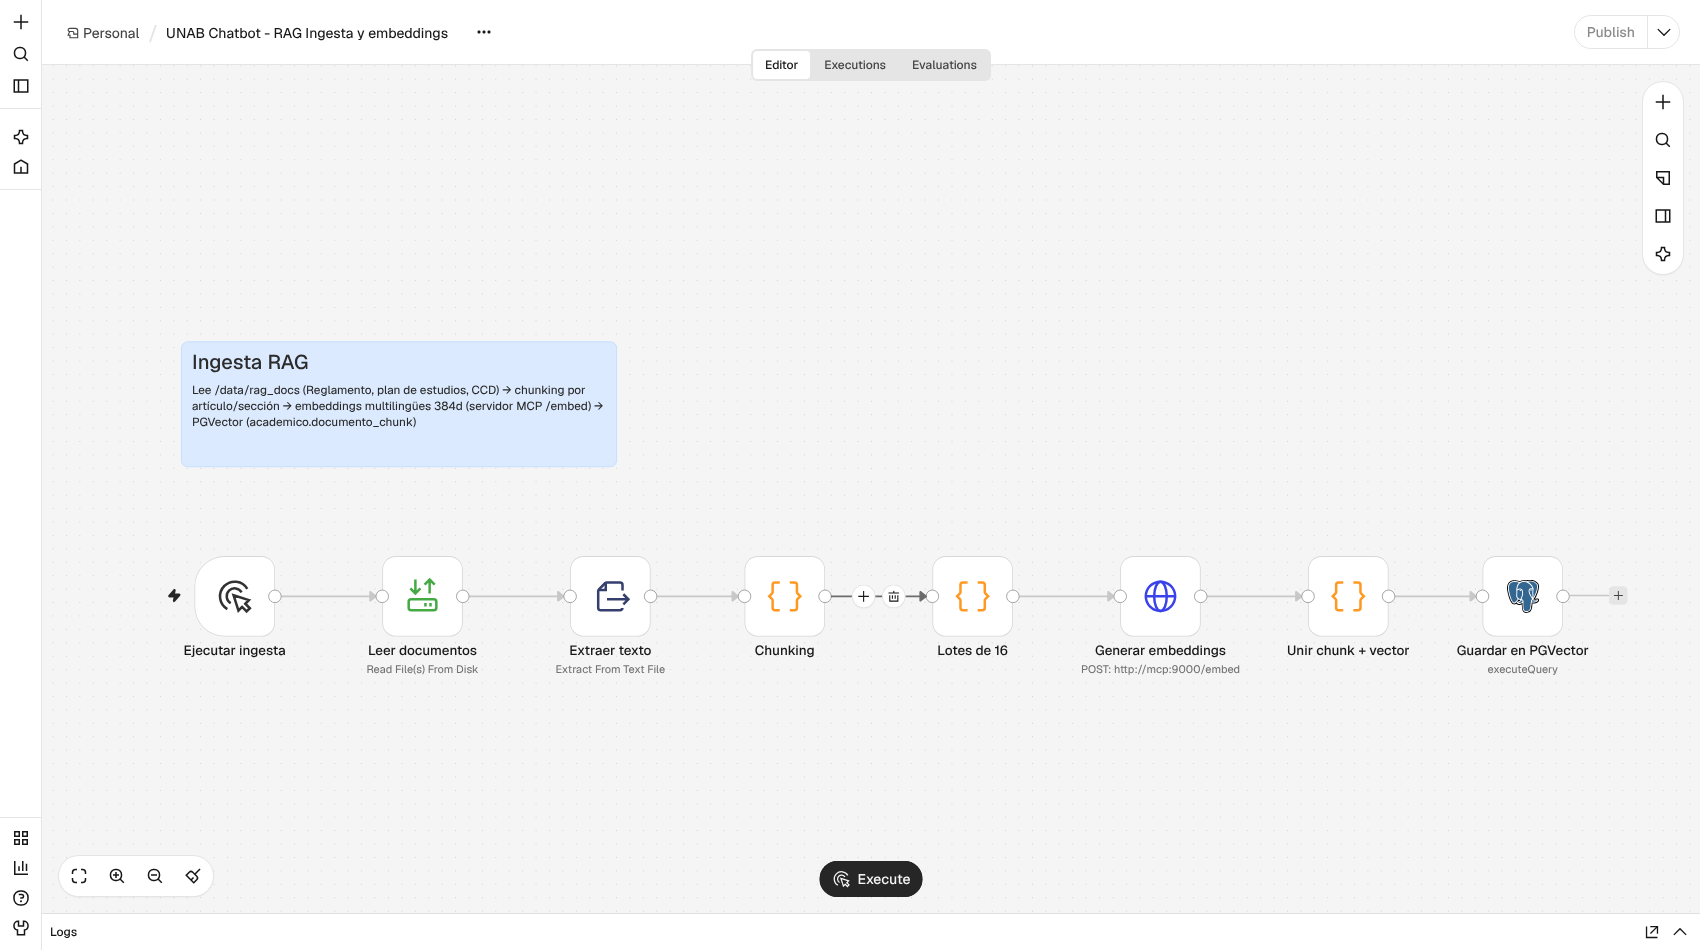 Personal / UNAB Chatbot - RAG Ingesta y embeddings
Publish
Editor Executions Evaluations
Ingesta RAG
Lee /data/rag_docs (Reglamento, plan de estudios, CCD) → chunking por
artículo/sección → embeddings multilingües 384d (servidor MCP /embed) →
PGVector (academico.documento_chunk)
Ejecutar ingesta
Leer documentos
Read File(s) From Disk
Extraer texto
Extract From Text File
Chunking
Lotes de 16
Generar embeddings
POST: http://mcp:9000/embed
Unir chunk + vector
Guardar en PGVector
executeQuery
Execute
Logs